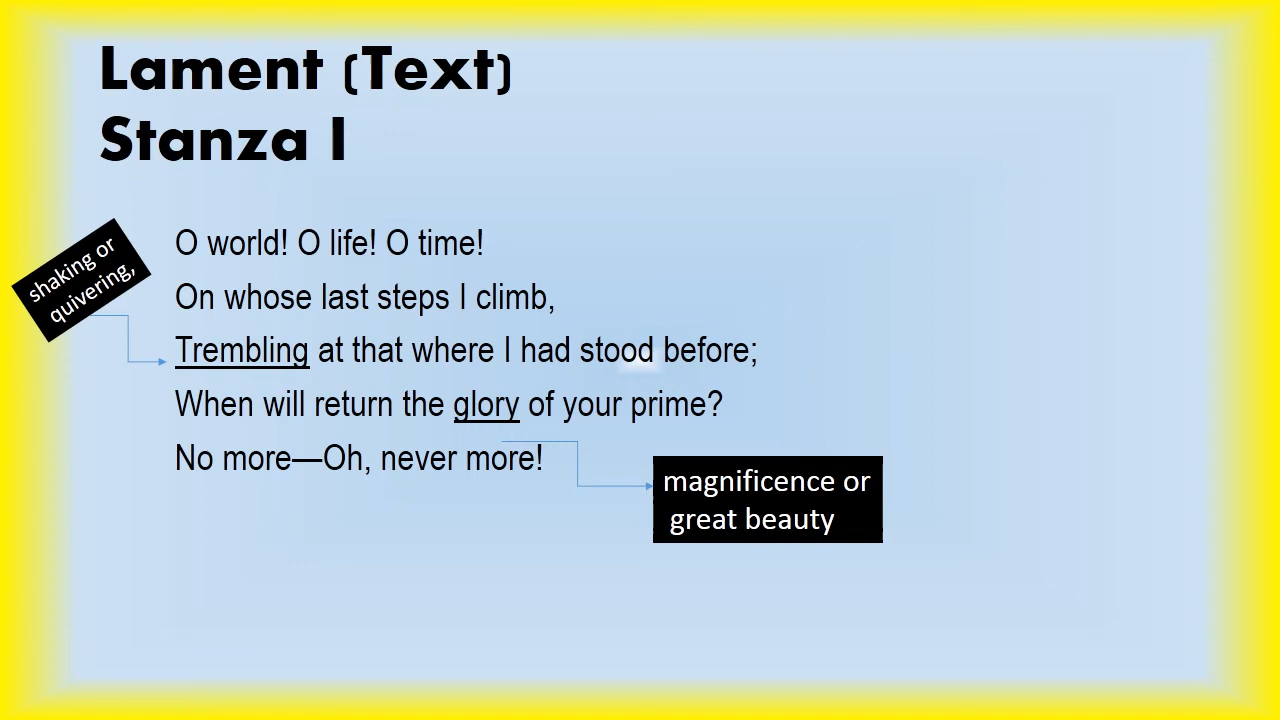 Lament (Text)
Stanza I
shaking or
quivering,
O world! O life! O time!
On whose last steps I climb,
Trembling at that where I had stood before;
When will return the glory of your prime?
No more—Oh, never more!
magnificence or
great beauty